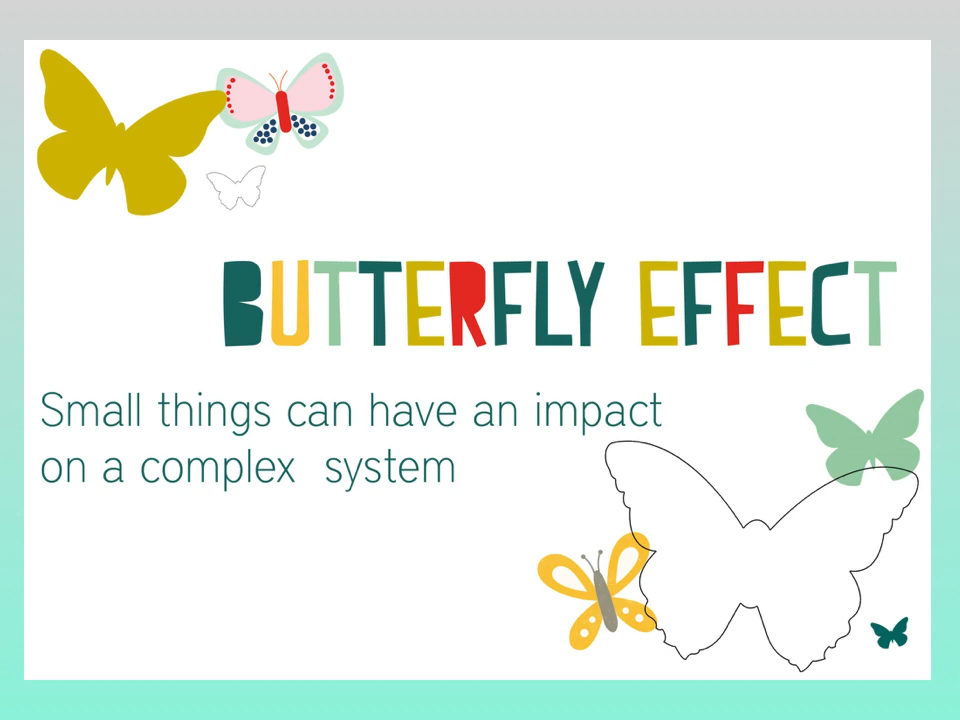 BUTTERFLY EFFECT
Small things can have an impact
on a complex  system